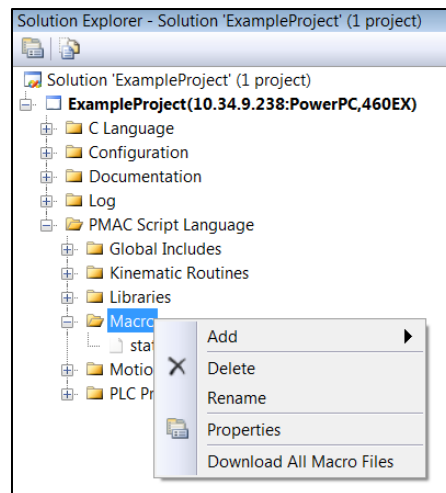 Solution Explorer - Solution 'ExampleProject' (1 project)
Solution 'ExampleProject' (1 project)
ExampleProject(10.34.9.238:PowerPC,460EX)
C Language
Configuration
Documentation
Log
PMAC Script Language
Global Includes
Kinematic Routines
Libraries
Macro
Add
Delete
Rename
Properties
Download All Macro Files